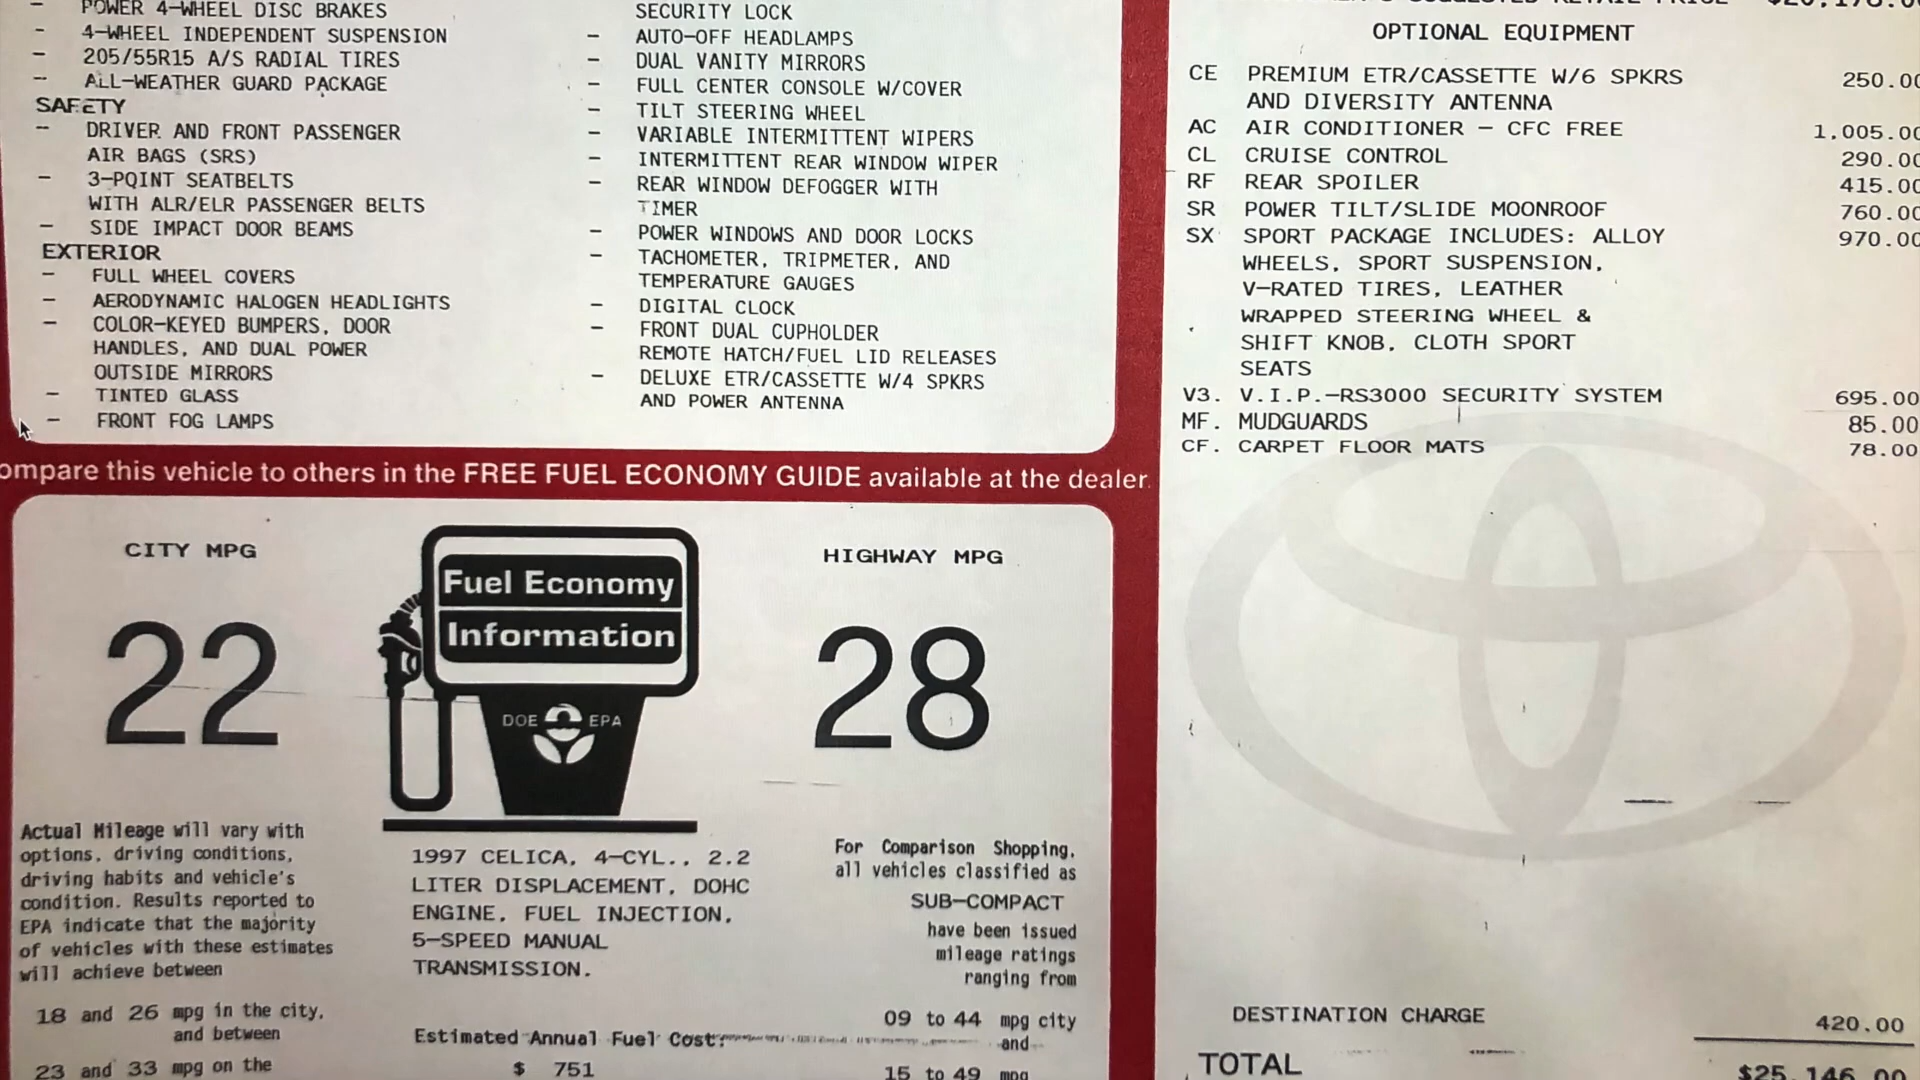 POWER 4-WHEEL DISC BRAKES
- 4-WHEEL INDEPENDENT SUSPENSION
- 205/55R15 A/S RADIAL TIRES
- ALL-WEATHER GUARD PACKAGE
SAFETY
- DRIVER AND FRONT PASSENGER
AIR BAGS (SRS)
- 3-POINT SEATBELTS
WITH ALR/ELR PASSENGER BELTS
- SIDE IMPACT DOOR BEAMS
EXTERIOR
- FULL WHEEL COVERS
- AERODYNAMIC HALOGEN HEADLIGHTS
- COLOR-KEYED BUMPERS, DOOR
HANDLES, AND DUAL POWER
OUTSIDE MIRRORS
- TINTED GLASS
- FRONT FOG LAMPS
SECURITY LOCK
- AUTO-OFF HEADLAMPS
- DUAL VANITY MIRRORS
- FULL CENTER CONSOLE W/COVER
- TILT STEERING WHEEL
- VARIABLE INTERMITTENT WIPERS
- INTERMITTENT REAR WINDOW WIPER
- REAR WINDOW DEFOGGER WITH
TIMER
- POWER WINDOWS AND DOOR LOCKS
- TACHOMETER, TRIPMETER, AND
TEMPERATURE GAUGES
- DIGITAL CLOCK
- FRONT DUAL CUPHOLDER
REMOTE HATCH/FUEL LID RELEASES
- DELUXE ETR/CASSETTE W/4 SPKRS
AND POWER ANTENNA
OPTIONAL EQUIPMENT
CE PREMIUM ETR/CASSETTE W/6 SPKRS 250.00
AND DIVERSITY ANTENNA
AC AIR CONDITIONER - CFC FREE 1,005.00
CL CRUISE CONTROL 290.00
RF REAR SPOILER 415.00
SR POWER TILT/SLIDE MOONROOF 760.00
SX SPORT PACKAGE INCLUDES: ALLOY 970.00
WHEELS, SPORT SUSPENSION,
V-RATED TIRES, LEATHER
WRAPPED STEERING WHEEL &
SHIFT KNOB, CLOTH SPORT
SEATS
V3. V.I.P.-RS3000 SECURITY SYSTEM 695.00
MF. MUDGUARDS 85.00
CF. CARPET FLOOR MATS 78.00
DESTINATION CHARGE 420.00
TOTAL $25,146.00
ompare this vehicle to others in the FREE FUEL ECONOMY GUIDE available at the dealer.
CITY MPG
22
Fuel Economy
Information
DOE EPA
HIGHWAY MPG
28
Actual Mileage will vary with
options, driving conditions,
driving habits and vehicle's
condition. Results reported to
EPA indicate that the majority
of vehicles with these estimates
will achieve between
18 and 26 mpg in the city,
and between
23 and 33 mpg on the
1997 CELICA, 4-CYL., 2.2
LITER DISPLACEMENT, DOHC
ENGINE, FUEL INJECTION,
5-SPEED MANUAL
TRANSMISSION.
Estimated Annual Fuel Cost:
$ 751
For Comparison Shopping,
all vehicles classified as
SUB-COMPACT
have been issued
mileage ratings
ranging from
09 to 44 mpg city
and
15 to 49 mpg